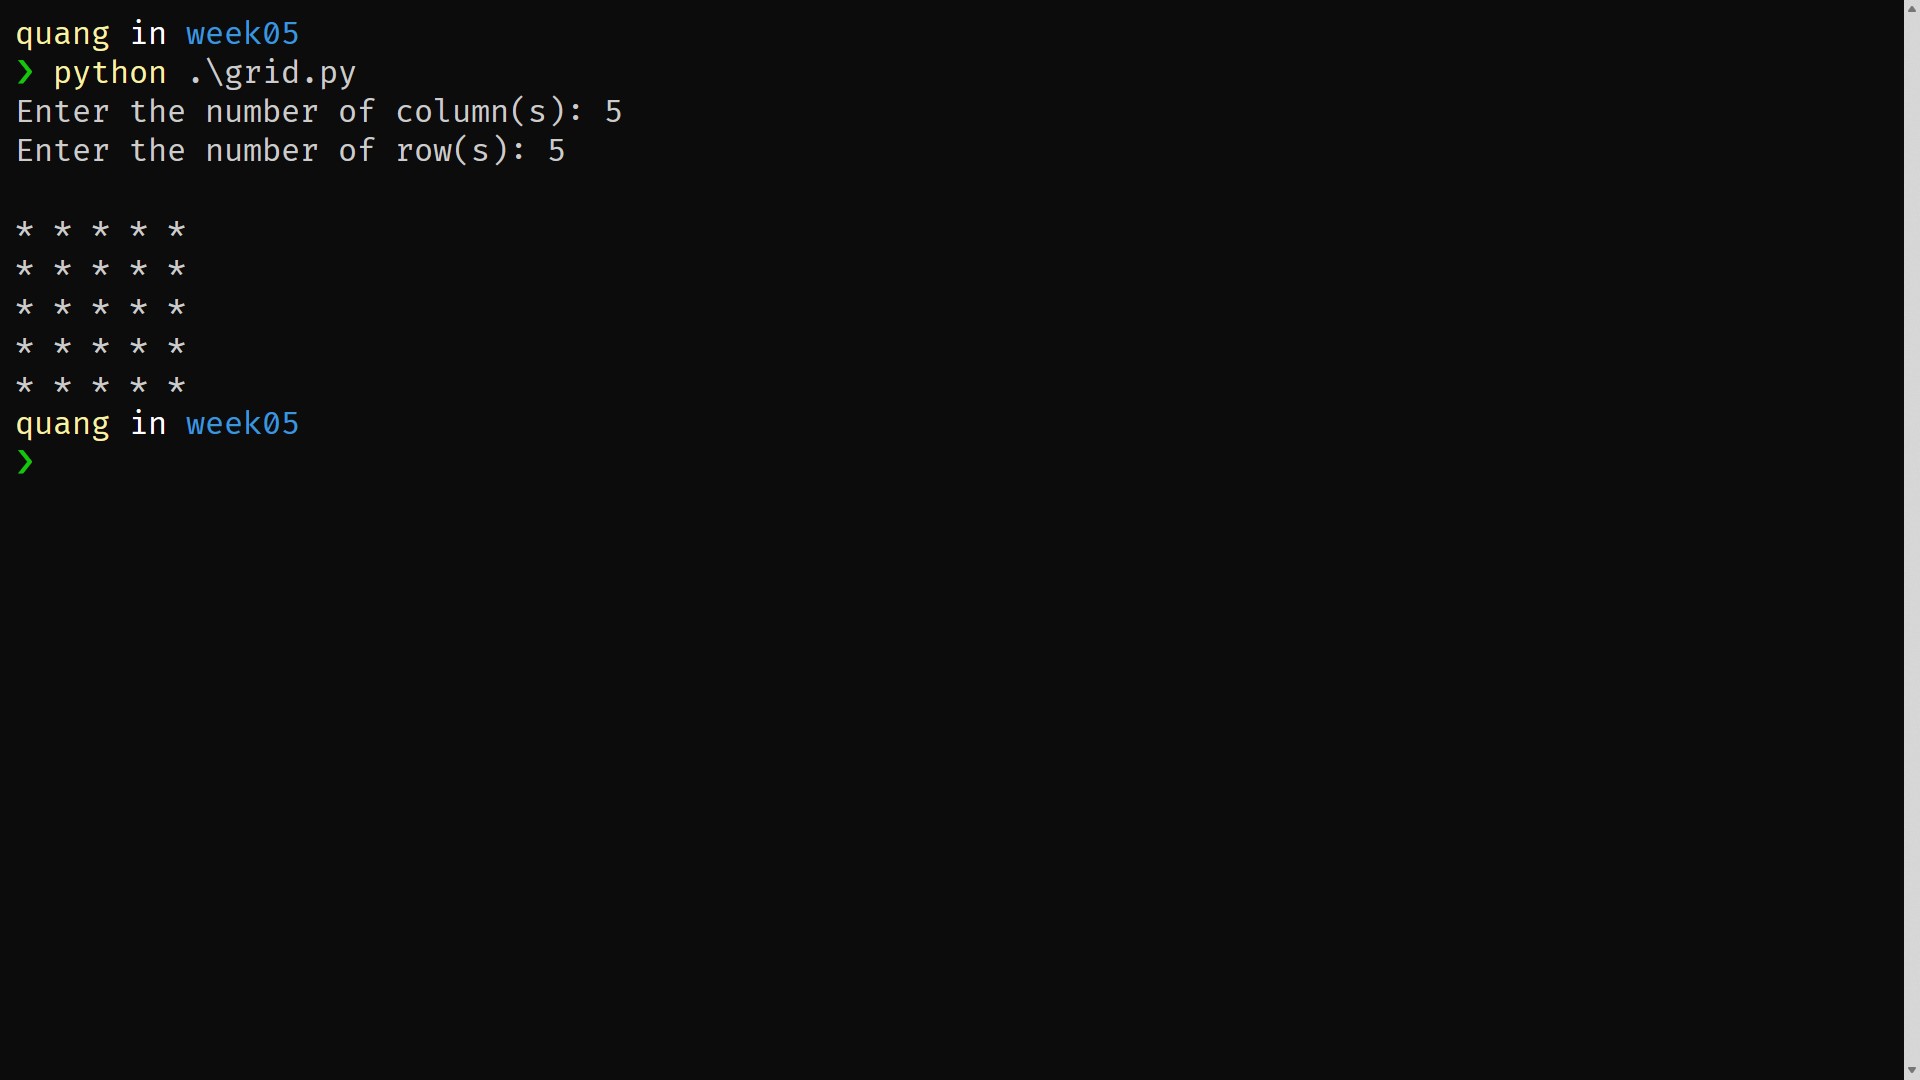 quang in week05
❯ python .\grid.py
Enter the number of column(s): 5
Enter the number of row(s): 5

* * * * *
* * * * *
* * * * *
* * * * *
* * * * *
quang in week05
❯